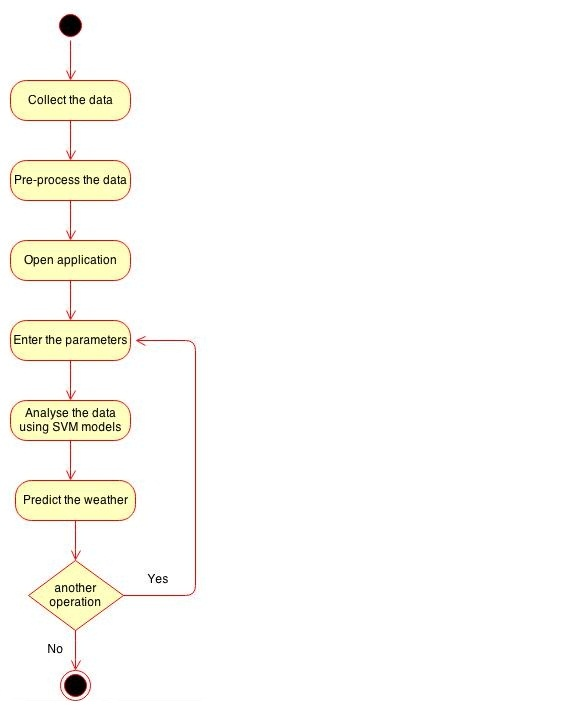 Collect the data
Pre-process the data
Open application
Enter the parameters
Analyse the data
using SVM models
Predict the weather
another
operation
Yes
No